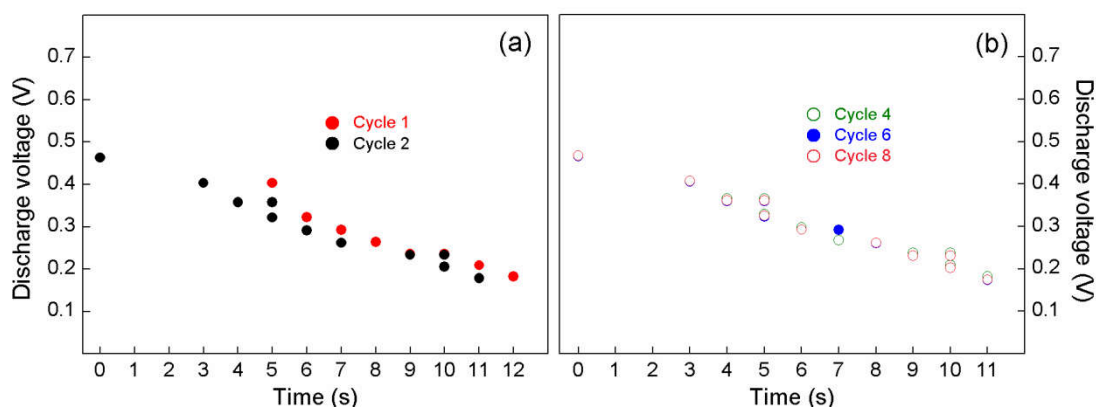 (a)
Discharge voltage (V)
0.7
0.6
0.5
0.4
0.3
0.2
0.1
Cycle 1
Cycle 2
0 1 2 3 4 5 6 7 8 9 10 11 12
Time (s)
(b)
Cycle 4
Cycle 6
Cycle 8
0.7
0.6
0.5
0.4
0.3
0.2
0.1
Discharge voltage (V)
0 1 2 3 4 5 6 7 8 9 10 11
Time (s)